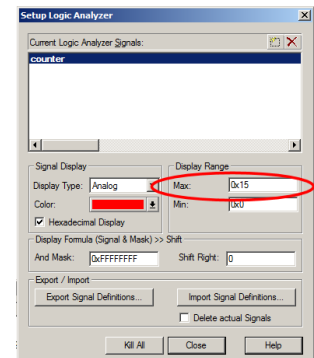 Setup Logic Analyzer
Current Logic Analyzer Signals:
counter
Signal Display
Display Range
Display Type: Analog
Max: 0x15
Color:
Min: 0x0
Hexadecimal Display
Display Formula (Signal & Mask) >> Shift
And Mask: 0xFFFFFFFF
Shift Right: 0
Export / Import
Export Signal Definitions...
Import Signal Definitions...
Delete actual Signals
Kill All
Close
Help